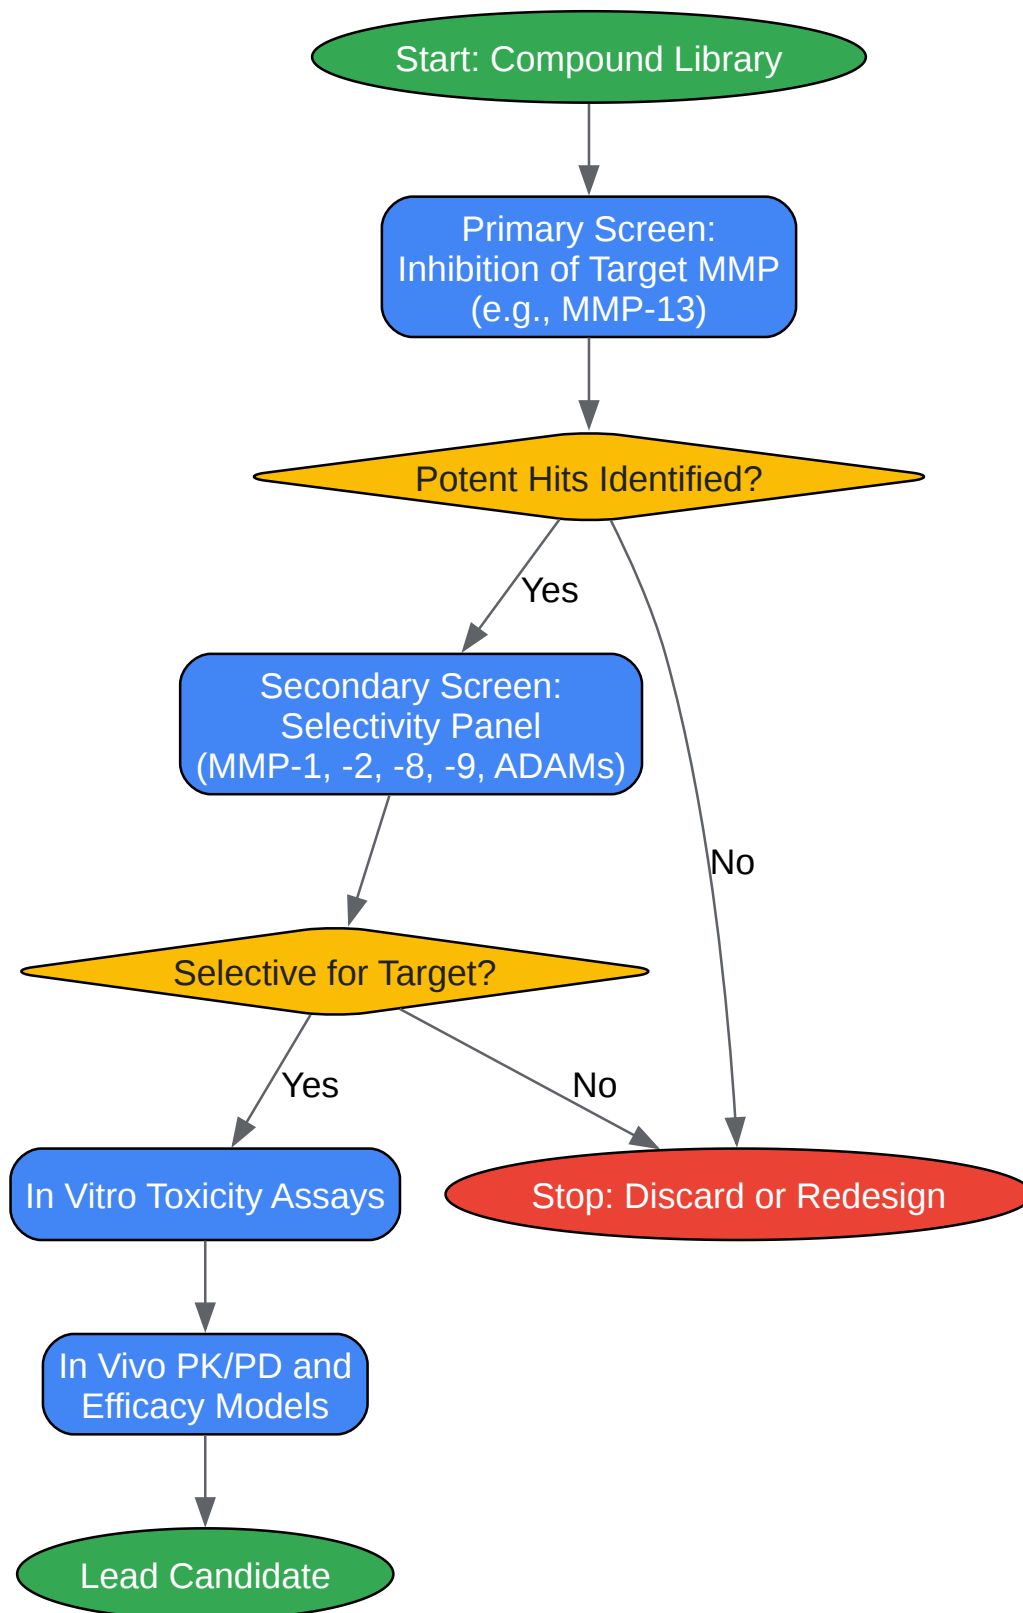 Start: Compound Library
Primary Screen:
Inhibition of Target MMP
(e.g., MMP-13)
Potent Hits Identified?
Yes
Secondary Screen:
Selectivity Panel
(MMP-1, -2, -8, -9, ADAMs)
No
Selective for Target?
Yes
No
In Vitro Toxicity Assays
Stop: Discard or Redesign
In Vivo PK/PD and
Efficacy Models
Lead Candidate